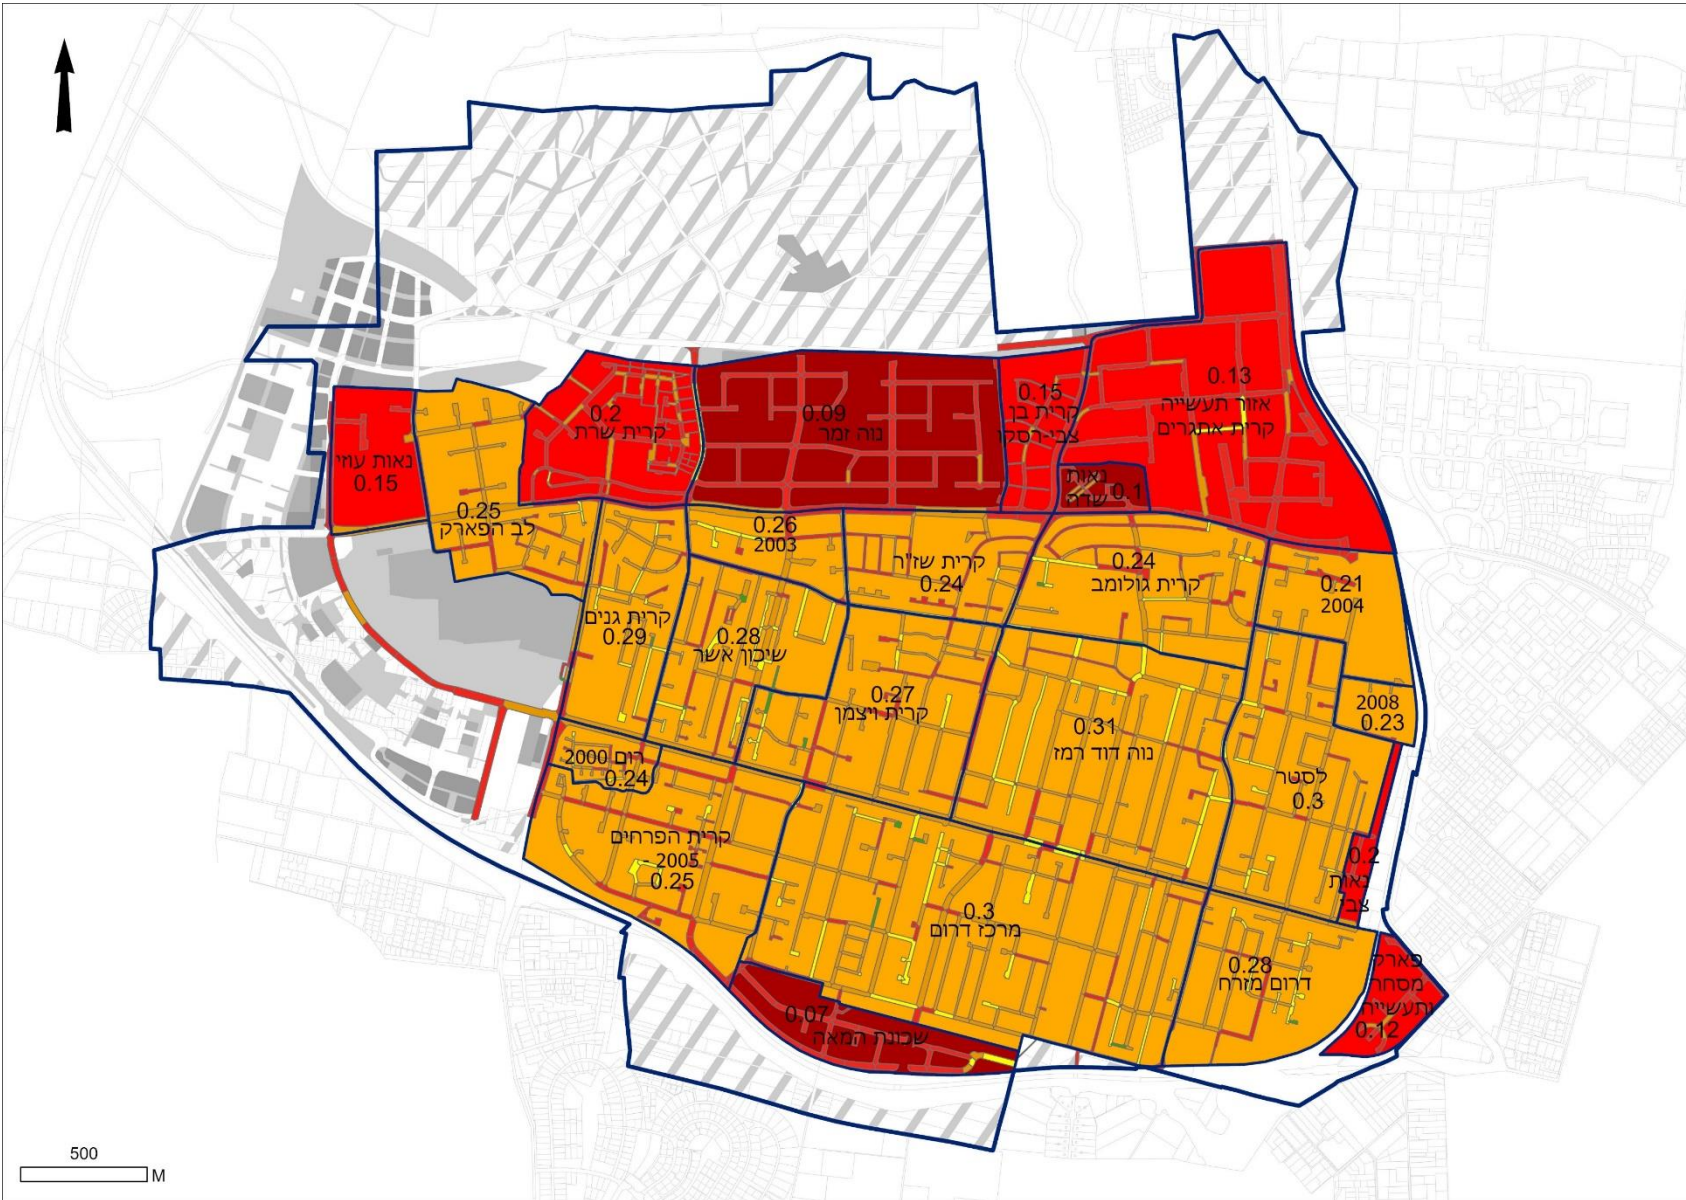 0.13
אזור תעשייה
קרית אתגרים
0.15
קרית בן
צבי-רסקו
0.09
נוה זמר
0.2
קרית שרת
נאות עוזי
0.15
נאות
שדה
0.1
0.25
לב הפארק
0.26
2003
קרית שז"ר
0.24
0.24
קרית גולומב
0.21
2004
קרית גנים
0.29
0.28
שיכון אשר
0.27
קרית ויצמן
0.31
נוה דוד רמז
2008
0.23
לסטר
0.3
רום 2000
0.24
קרית הפרחים
- 2005
0.25
0.2
נאות
צבי
0.3
מרכז דרום
0.28
דרום מזרח
פארק
מסחר
ותעשייה
0.12
0.07
שכונת המאה
500
M